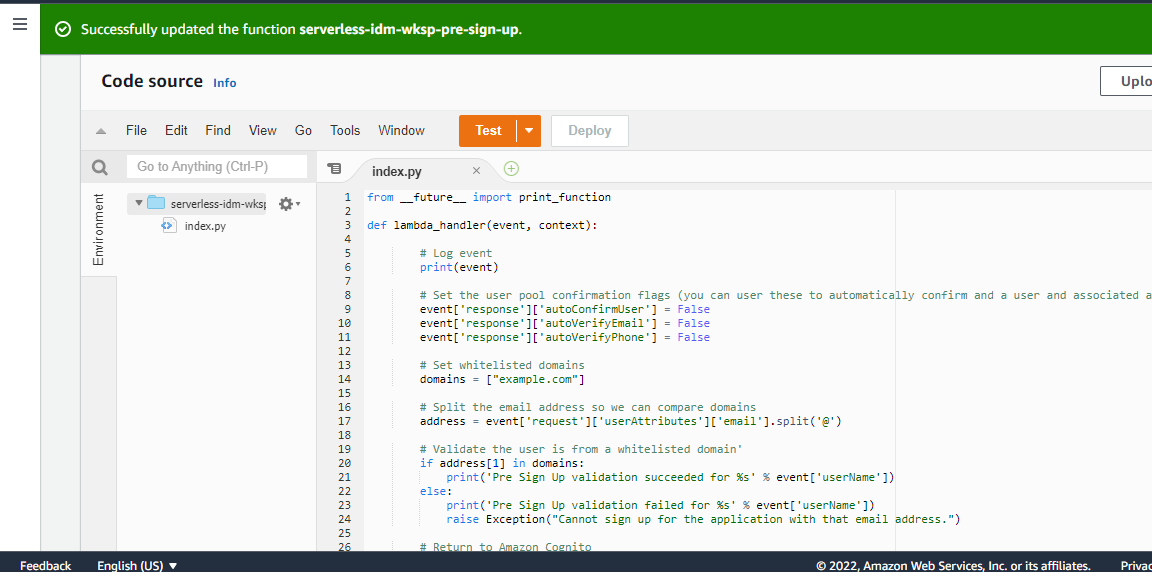 Successfully updated the function serverless-idm-wksp-pre-sign-up.
Code source Info
File Edit Find View Go Tools Window Test Deploy
Go to Anything (Ctrl-P)
index.py
Environment
index.py
1 from __future__ import print_function
2
3 def lambda_handler(event, context):
4
5 # Log event
6 print(event)
7
8 # Set the user pool confirmation flags (you can user these to automatically confirm and a user and associated
9 event['response']['autoConfirmUser'] = False
10 event['response']['autoVerifyEmail'] = False
11 event['response']['autoVerifyPhone'] = False
12
13 # Set whitelisted domains
14 domains = ["example.com"]
15
16 # Split the email address so we can compare domains
17 address = event['request']['userAttributes']['email'].split('@')
18
19 # Validate the user is from a whitelisted domain'
20 if address[1] in domains:
21 print('Pre Sign Up validation succeeded for %s' % event['userName'])
22 else:
23 print('Pre Sign Up validation failed for %s' % event['userName'])
24 raise Exception("Cannot sign up for the application with that email address.")
25
26 # Return to Amazon Cognito
Feedback English (US) © 2022, Amazon Web Services, Inc. or its affiliates.